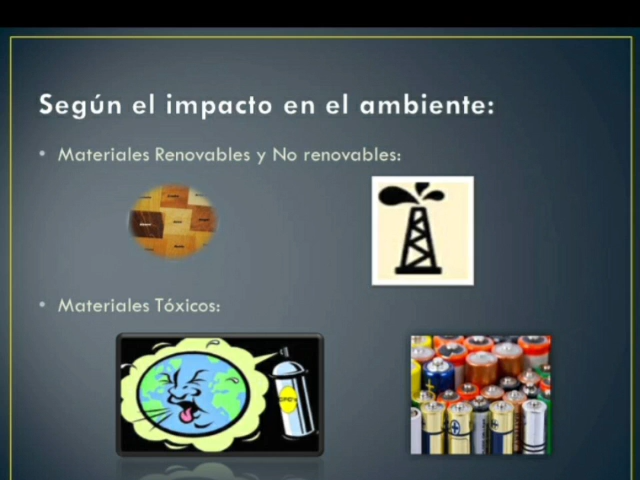 Según el impacto en el ambiente:
• Materiales Renovables y No renovables:
• Materiales Tóxicos: